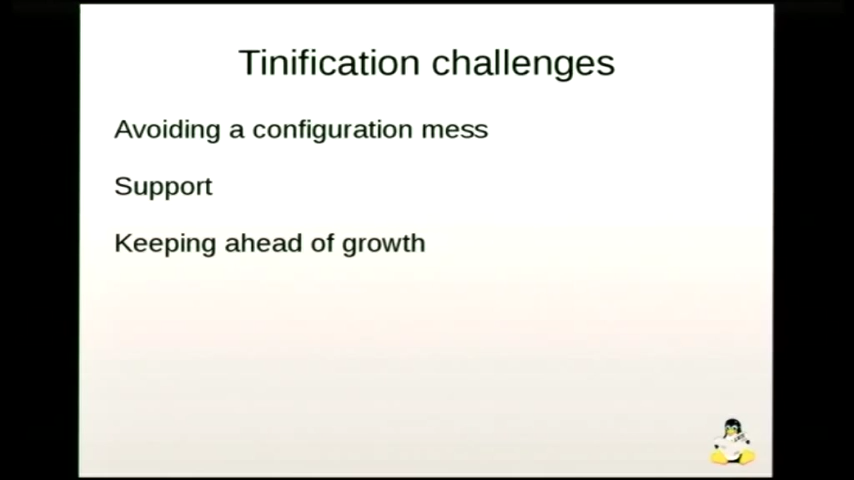 Tinification challenges
Avoiding a configuration mess
Support
Keeping ahead of growth